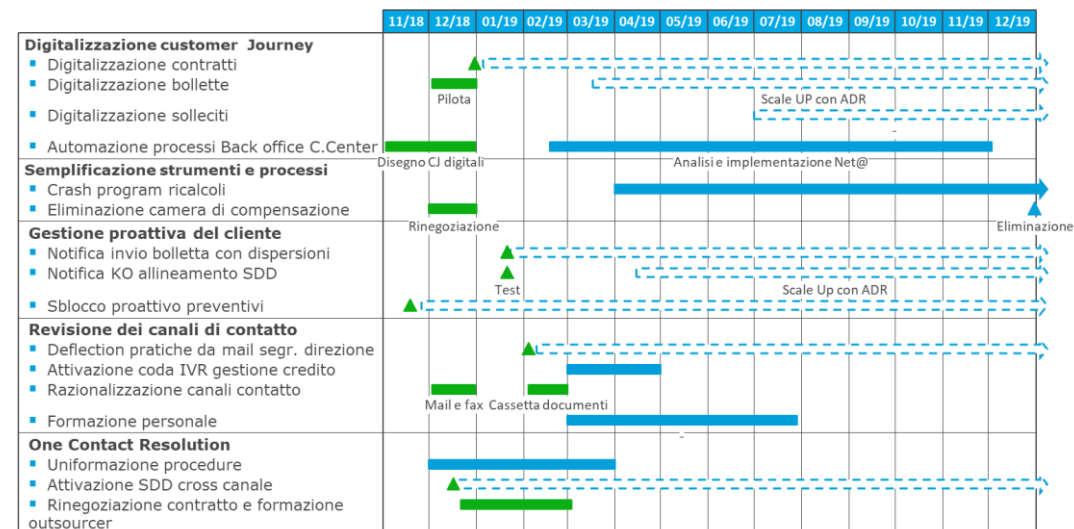 11/18 12/18 01/19 02/19 03/19 04/19 05/19 06/19 07/19 08/19 09/19 10/19 11/19 12/19
Digitalizzazione customer Journey
Digitalizzazione contratti
Digitalizzazione bollette
Pilota
Scale UP con ADR
Digitalizzazione solleciti
Automazione processi Back office C.Center
Disegno CJ digitali
Analisi e implementazione Net@
Semplificazione strumenti e processi
Crash program ricalcoli
Eliminazione camera di compensazione
Rinegoziazione
Eliminazione
Gestione proattiva del cliente
Notifica invio bolletta con dispersioni
Notifica KO allineamento SDD
Test
Scale Up con ADR
Sblocco proattivo preventivi
Revisione dei canali di contatto
Deflection pratiche da mail segr. direzione
Attivazione coda IVR gestione credito
Razionalizzazione canali contatto
Mail e fax
Cassetta documenti
Formazione personale
One Contact Resolution
Uniformazione procedure
Attivazione SDD cross canale
Rinegoziazione contratto e formazione
outsourcer